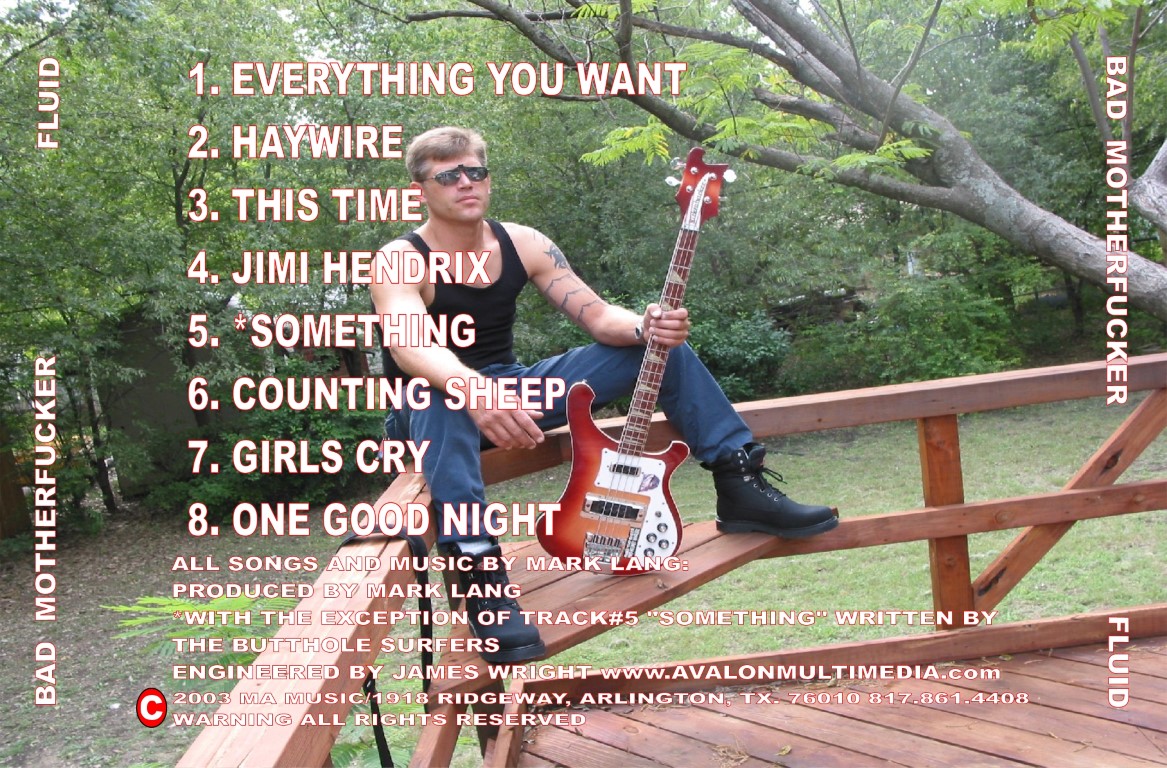 FLUID
BAD MOTHERFUCKER
1. EVERYTHING YOU WANT
2. HAYWIRE
3. THIS TIME
4. JIMI HENDRIX
5. *SOMETHING
6. COUNTING SHEEP
7. GIRLS CRY
8. ONE GOOD NIGHT
ALL SONGS AND MUSIC BY MARK LANG:
PRODUCED BY MARK LANG
*WITH THE EXCEPTION OF TRACK#5 "SOMETHING" WRITTEN BY
THE BUTTHOLE SURFERS
ENGINEERED BY JAMES WRIGHT www.AVALONMULTIMEDIA.com
C 2003 MA MUSIC/1918 RIDGEWAY, ARLINGTON, TX. 76010 817.861.4408
WARNING ALL RIGHTS RESERVED
BAD MOTHERFUCKER
FLUID